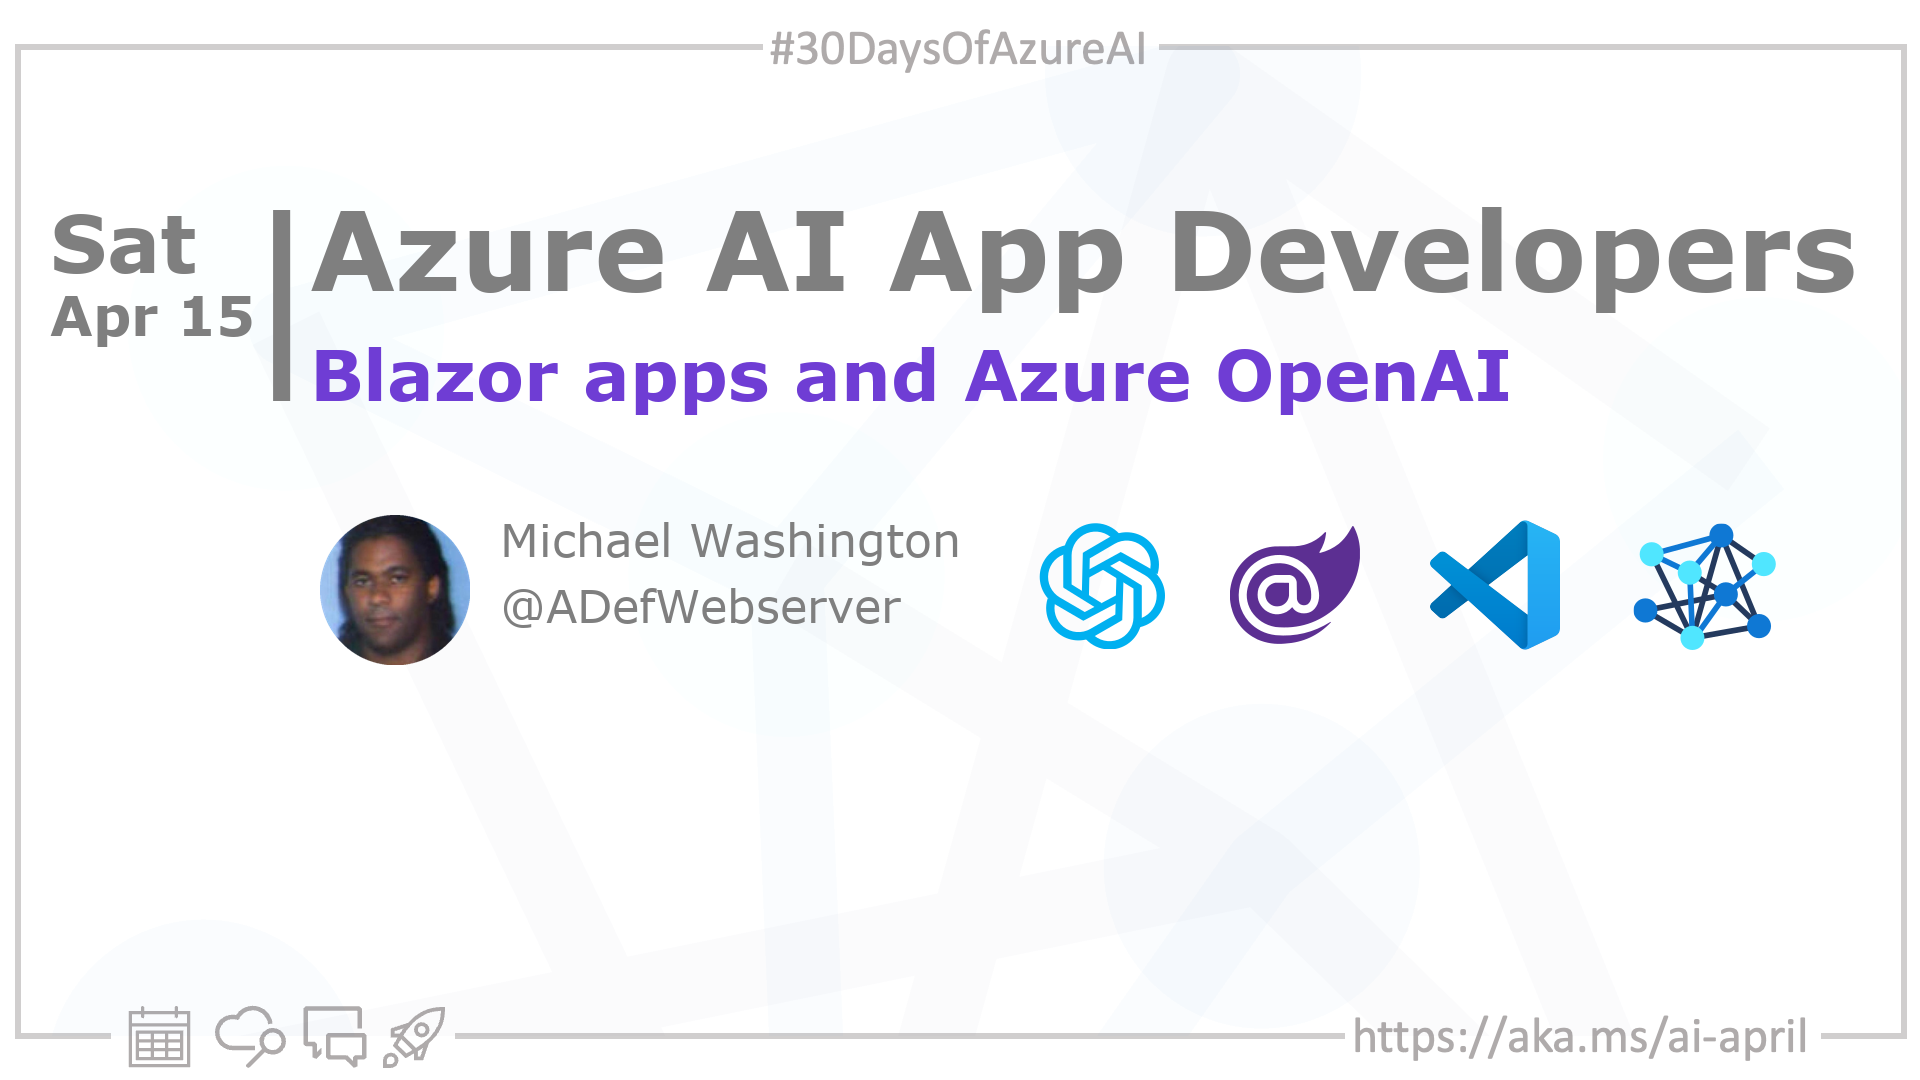 #30DaysOfAzureAI
Sat
Apr 15
Azure AI App Developers
Blazor apps and Azure OpenAI
Michael Washington
@ADefWebserver
@
https://aka.ms/ai-april